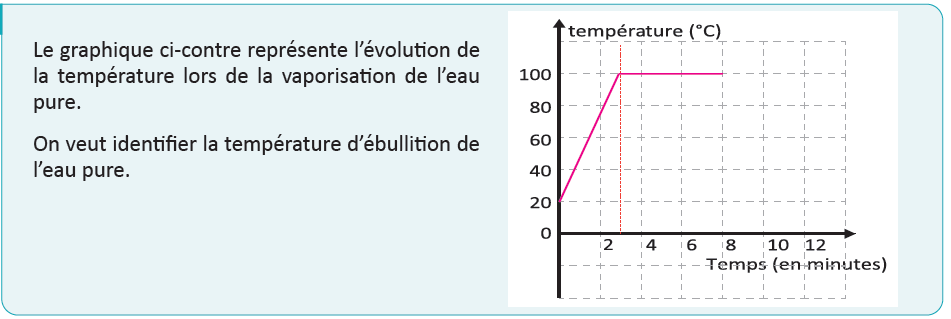 Le graphique ci-contre représente l'évolution de
la température lors de la vaporisation de l'eau
pure.
On veut identifier la température d'ébullition de
l'eau pure.
température (°C)
100
80
60
40
20
0
2 4 6 8 10 12
Temps (en minutes)